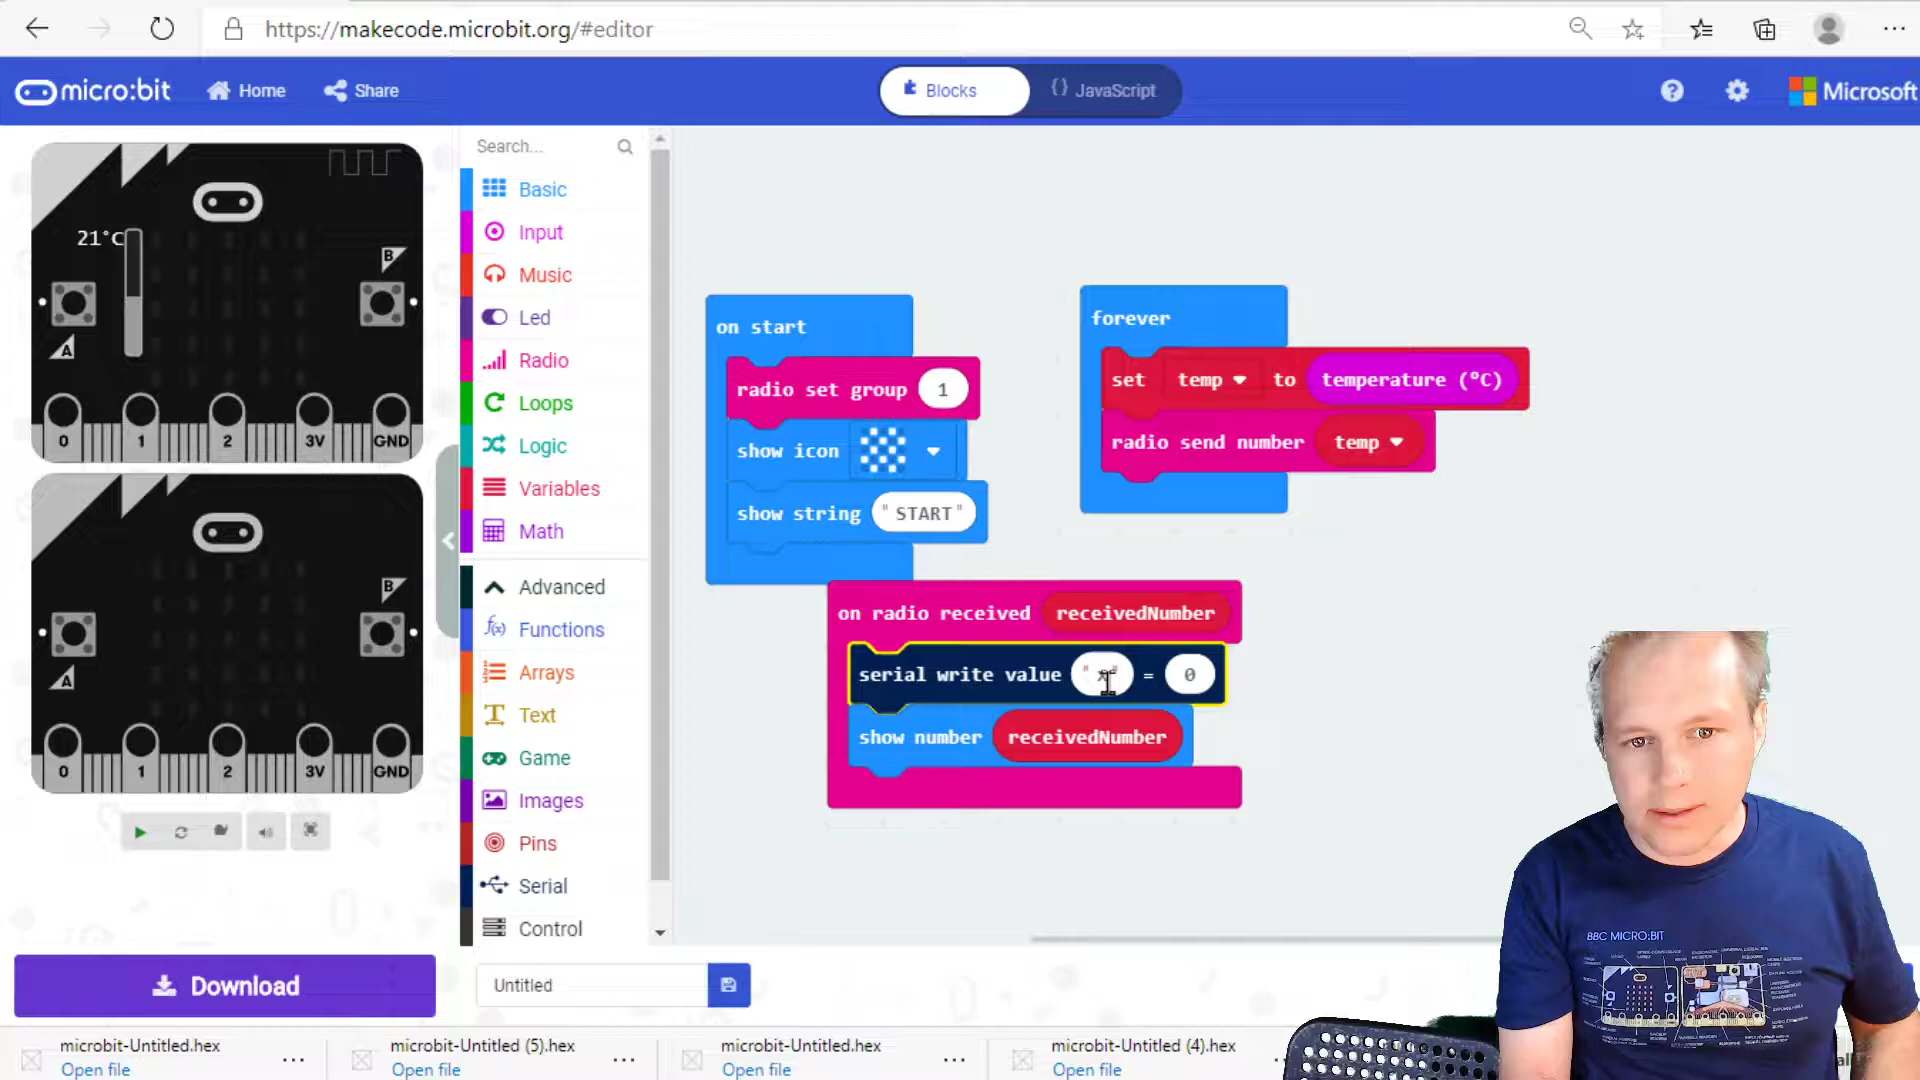 https://makecode.microbit.org/#editor
micro:bit
Home
Share
Blocks
{} JavaScript
?
Microsoft
Search...
Basic
Input
Music
Led
Radio
Loops
Logic
Variables
Math
Advanced
Functions
Arrays
Text
Game
Images
Pins
Serial
Control
21°C
B
A
0 1 2 3V GND
B
A
0 1 2 3V GND
on start
radio set group 1
show icon
show string "START"
forever
set temp to temperature (ºC)
radio send number temp
on radio received receivedNumber
serial write value "x" = 0
show number receivedNumber
Download
Untitled
BBC MICRO:BIT
microbit-Untitled.hex
Open file
microbit-Untitled (5).hex
Open file
microbit-Untitled.hex
Open file
microbit-Untitled (4).hex
Open file